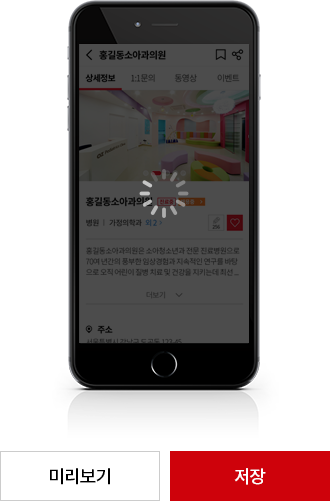 홍길동소아과의원
상세정보 1:1문의 동영상 이벤트
홍길동소아과의원
병원 | 가정의학과 외 2 >
홍길동소아과의원은 소아청소년과 전문 진료병원으로
70여 년간의 풍부한 임상경험과 지속적인 연구를 바탕
으로 오직 어린이 질병 치료 및 건강을 지키는데 최선 ...
더보기
주소
미리보기
저장